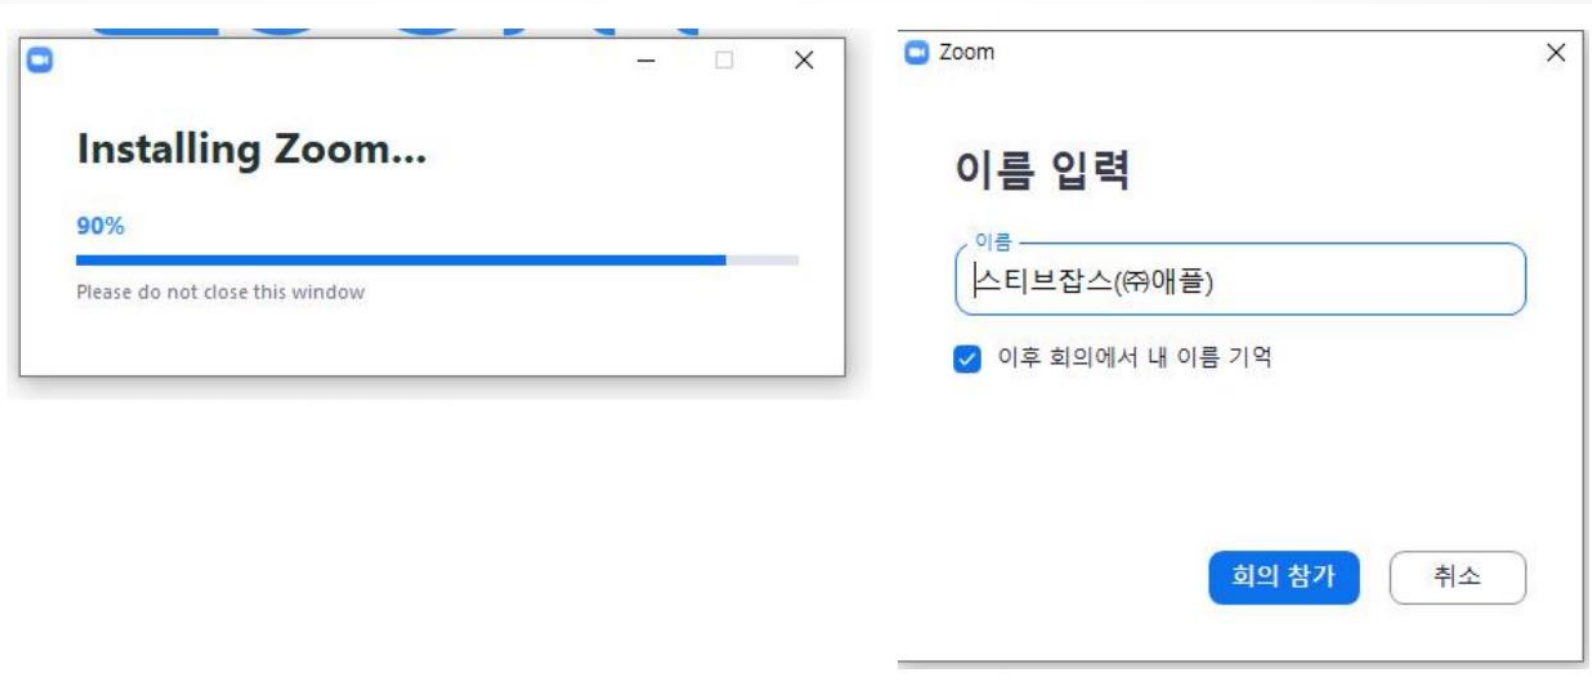 Installing Zoom...
90%
Please do not close this window
Zoom
이름 입력
이름
스티브잡스(㈜애플)
이후 회의에서 내 이름 기억
회의 참가
취소